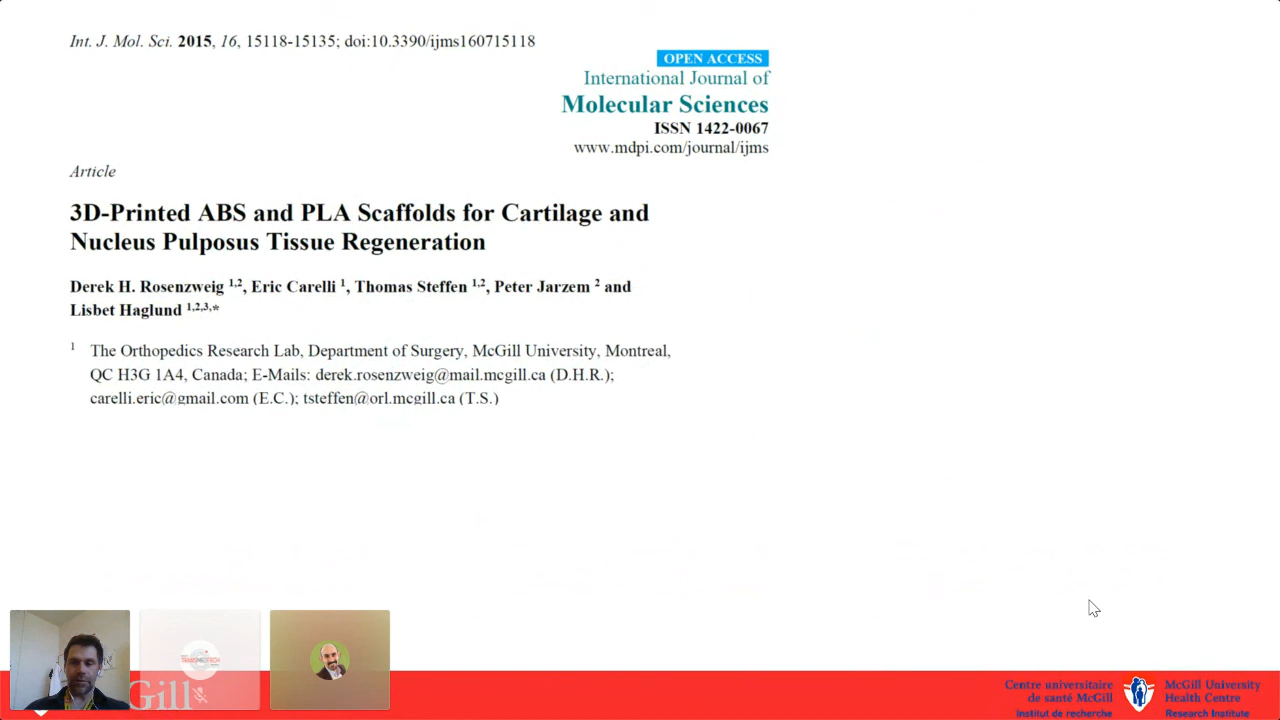 Int. J. Mol. Sci. 2015, 16, 15118-15135; doi:10.3390/ijms160715118
OPEN ACCESS
International Journal of
Molecular Sciences
ISSN 1422-0067
www.mdpi.com/journal/ijms
Article
3D-Printed ABS and PLA Scaffolds for Cartilage and
Nucleus Pulposus Tissue Regeneration
Derek H. Rosenzweig 1,2, Eric Carelli 1, Thomas Steffen 1,2, Peter Jarzem 2 and
Lisbet Haglund 1,2,3,*
1 The Orthopedics Research Lab, Department of Surgery, McGill University, Montreal,
QC H3G 1A4, Canada; E-Mails: derek.rosenzweig@mail.mcgill.ca (D.H.R.);
carelli.eric@gmail.com (E.C.); tsteffen@orl.mcgill.ca (T.S.)
Gill
Centre universitaire
de santé McGill
Institut de recherche
McGill University
Health Centre
Research Institute